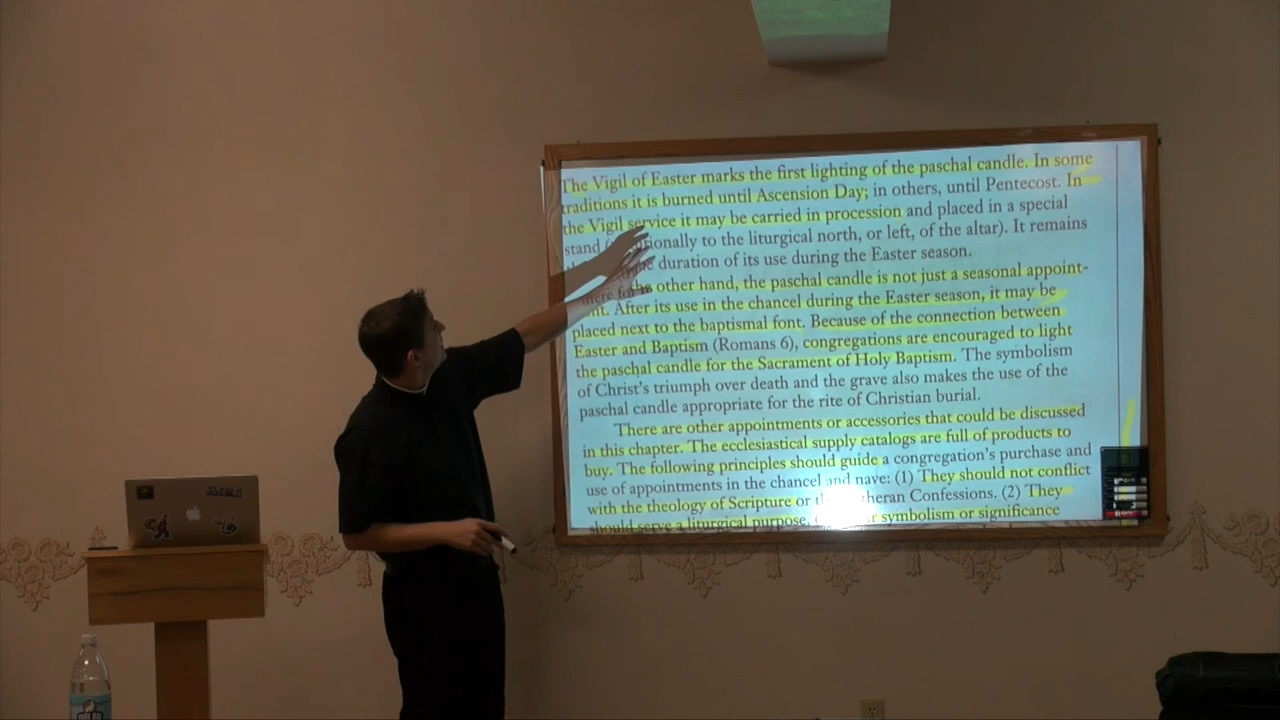 The Vigil of Easter marks the first lighting of the paschal candle. In some
traditions it is burned until Ascension Day; in others, until Pentecost. In
the Vigil service it may be carried in procession and placed in a special
stand to the liturgical north, or left, of the altar). It remains
there for the duration of its use during the Easter season.
other hand, the paschal candle is not just a seasonal appoint-
After its use in the chancel during the Easter season, it may be
placed next to the baptismal font. Because of the connection between
Easter and Baptism (Romans 6), congregations are encouraged to light
the paschal candle for the Sacrament of Holy Baptism. The symbolism
of Christ's triumph over death and the grave also makes the use of the
paschal candle appropriate for the rite of Christian burial.
There are other appointments or accessories that could be discussed
in this chapter. The ecclesiastical supply catalogs are full of products to
buy. The following principles should guide a congregation's purchase and
use of appointments in the chancel and nave: (1) They should not conflict
with the theology of Scripture or Confessions. (2) They
should serve a liturgical purpose, symbolism or significance